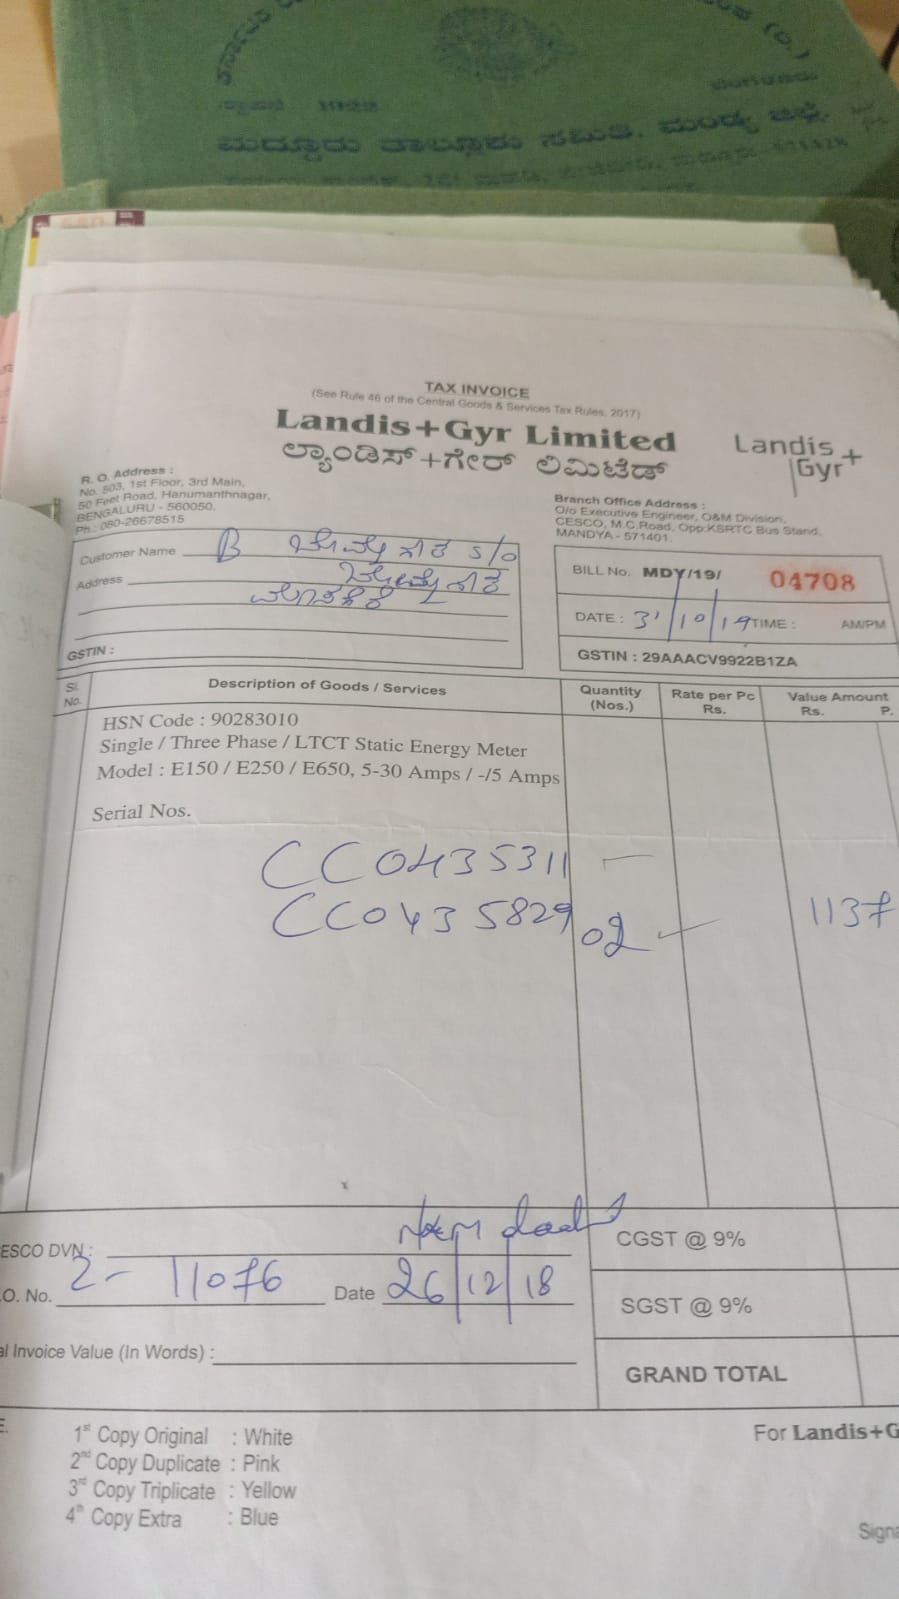 ಮದ್ದೂರು ತಾಲ್ಲೂಕು ಸಮಿತಿ, ಮಂಡ್ಯ ಜಿಲ್ಲೆ.
TAX INVOICE
(See Rule 46 of the Central Goods & Services Tax Rules, 2017)
Landis+Gyr Limited
ಲ್ಯಾಂಡಿಸ್+ಗೇರ್ ಲಿಮಿಟೆಡ್
Landis+
Gyr
R. O. Address :
No. 503, 1st Floor, 3rd Main,
50 Feet Road, Hanumanthnagar,
BENGALURU - 560050.
Ph.: 080-26678515
Branch Office Address :
O/o Executive Engineer, O&M Division,
CESCO, M.C.Road, Opp:KSRTC Bus Stand,
MANDYA - 571401.
Customer Name B S/O
Address
GSTIN :
BILL No. MDY/19/ 04708
DATE : 31/10/19 TIME : AM/PM
GSTIN : 29AAACV9922B1ZA
Sl. No. Description of Goods / Services Quantity (Nos.) Rate per Pc Rs. Value Amount Rs. P.
HSN Code : 90283010
Single / Three Phase / LTCT Static Energy Meter
Model : E150 / E250 / E650, 5-30 Amps / -/5 Amps
Serial Nos.
CC0435311
CC0435829 02 1137
ESCO DVN.:
O. No. 2- 11076 Date 26/12/18
al Invoice Value (In Words) :
CGST @ 9%
SGST @ 9%
GRAND TOTAL
E.
1st Copy Original : White
2nd Copy Duplicate : Pink
3rd Copy Triplicate : Yellow
4th Copy Extra : Blue
For Landis+G
Signa